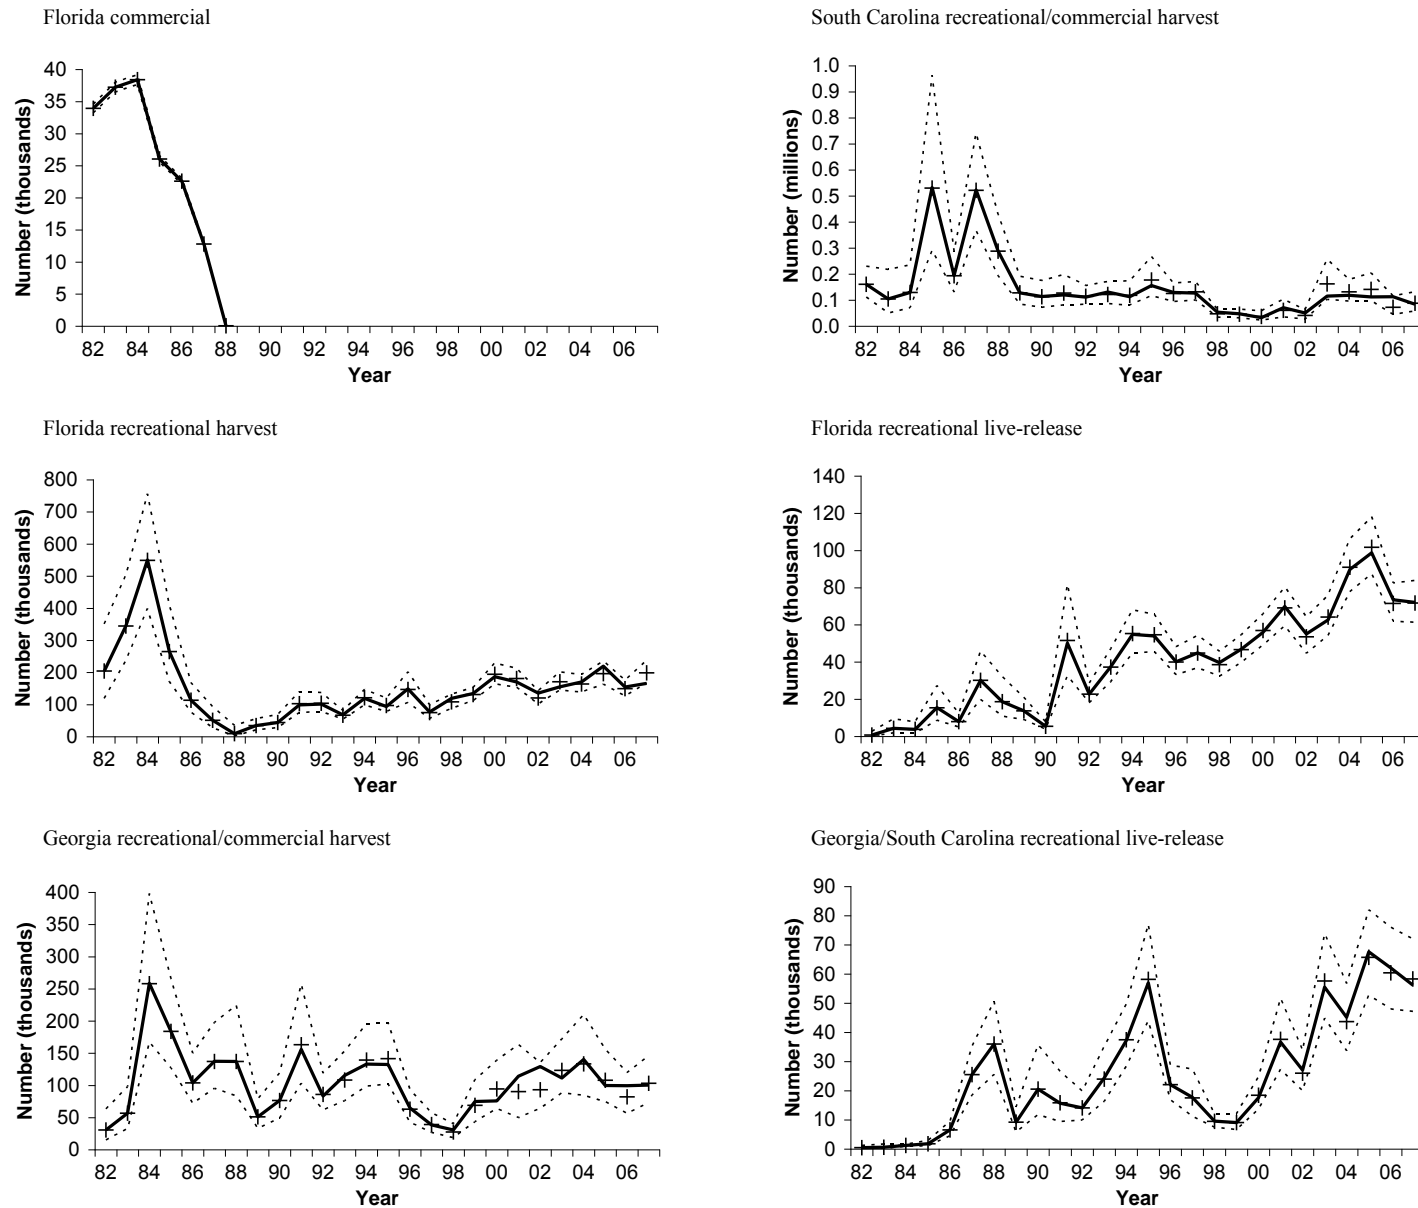 Florida commercial
40
35
30
25
20
15
10
5
0
Number (thousands)
82 84 86 88 90 92 94 96 98 00 02 04 06
Year
South Carolina recreational/commercial harvest
1.0
0.9
0.8
0.7
0.6
0.5
0.4
0.3
0.2
0.1
0.0
Number (millions)
82 84 86 88 90 92 94 96 98 00 02 04 06
Year
Florida recreational harvest
800
700
600
500
400
300
200
100
0
Number (thousands)
82 84 86 88 90 92 94 96 98 00 02 04 06
Year
Florida recreational live-release
140
120
100
80
60
40
20
0
Number (thousands)
82 84 86 88 90 92 94 96 98 00 02 04 06
Year
Georgia recreational/commercial harvest
400
350
300
250
200
150
100
50
0
Number (thousands)
82 84 86 88 90 92 94 96 98 00 02 04 06
Year
Georgia/South Carolina recreational live-release
90
80
70
60
50
40
30
20
10
0
Number (thousands)
82 84 86 88 90 92 94 96 98 00 02 04 06
Year